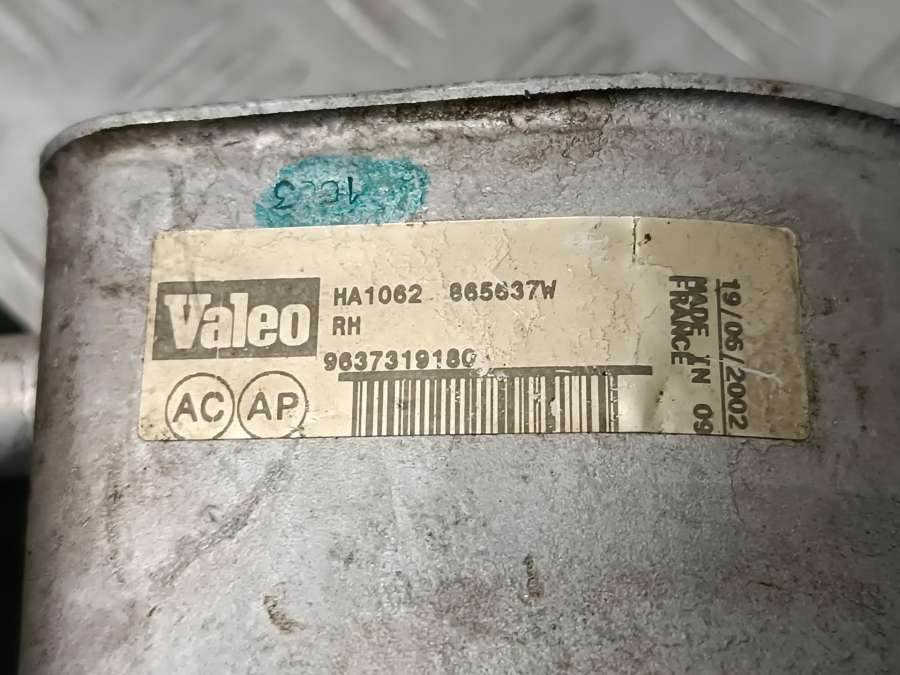 Valeo
HA1062 865637W
RH
9637319180
AC AP
MADE IN 09
FRANCE
19/06/2002